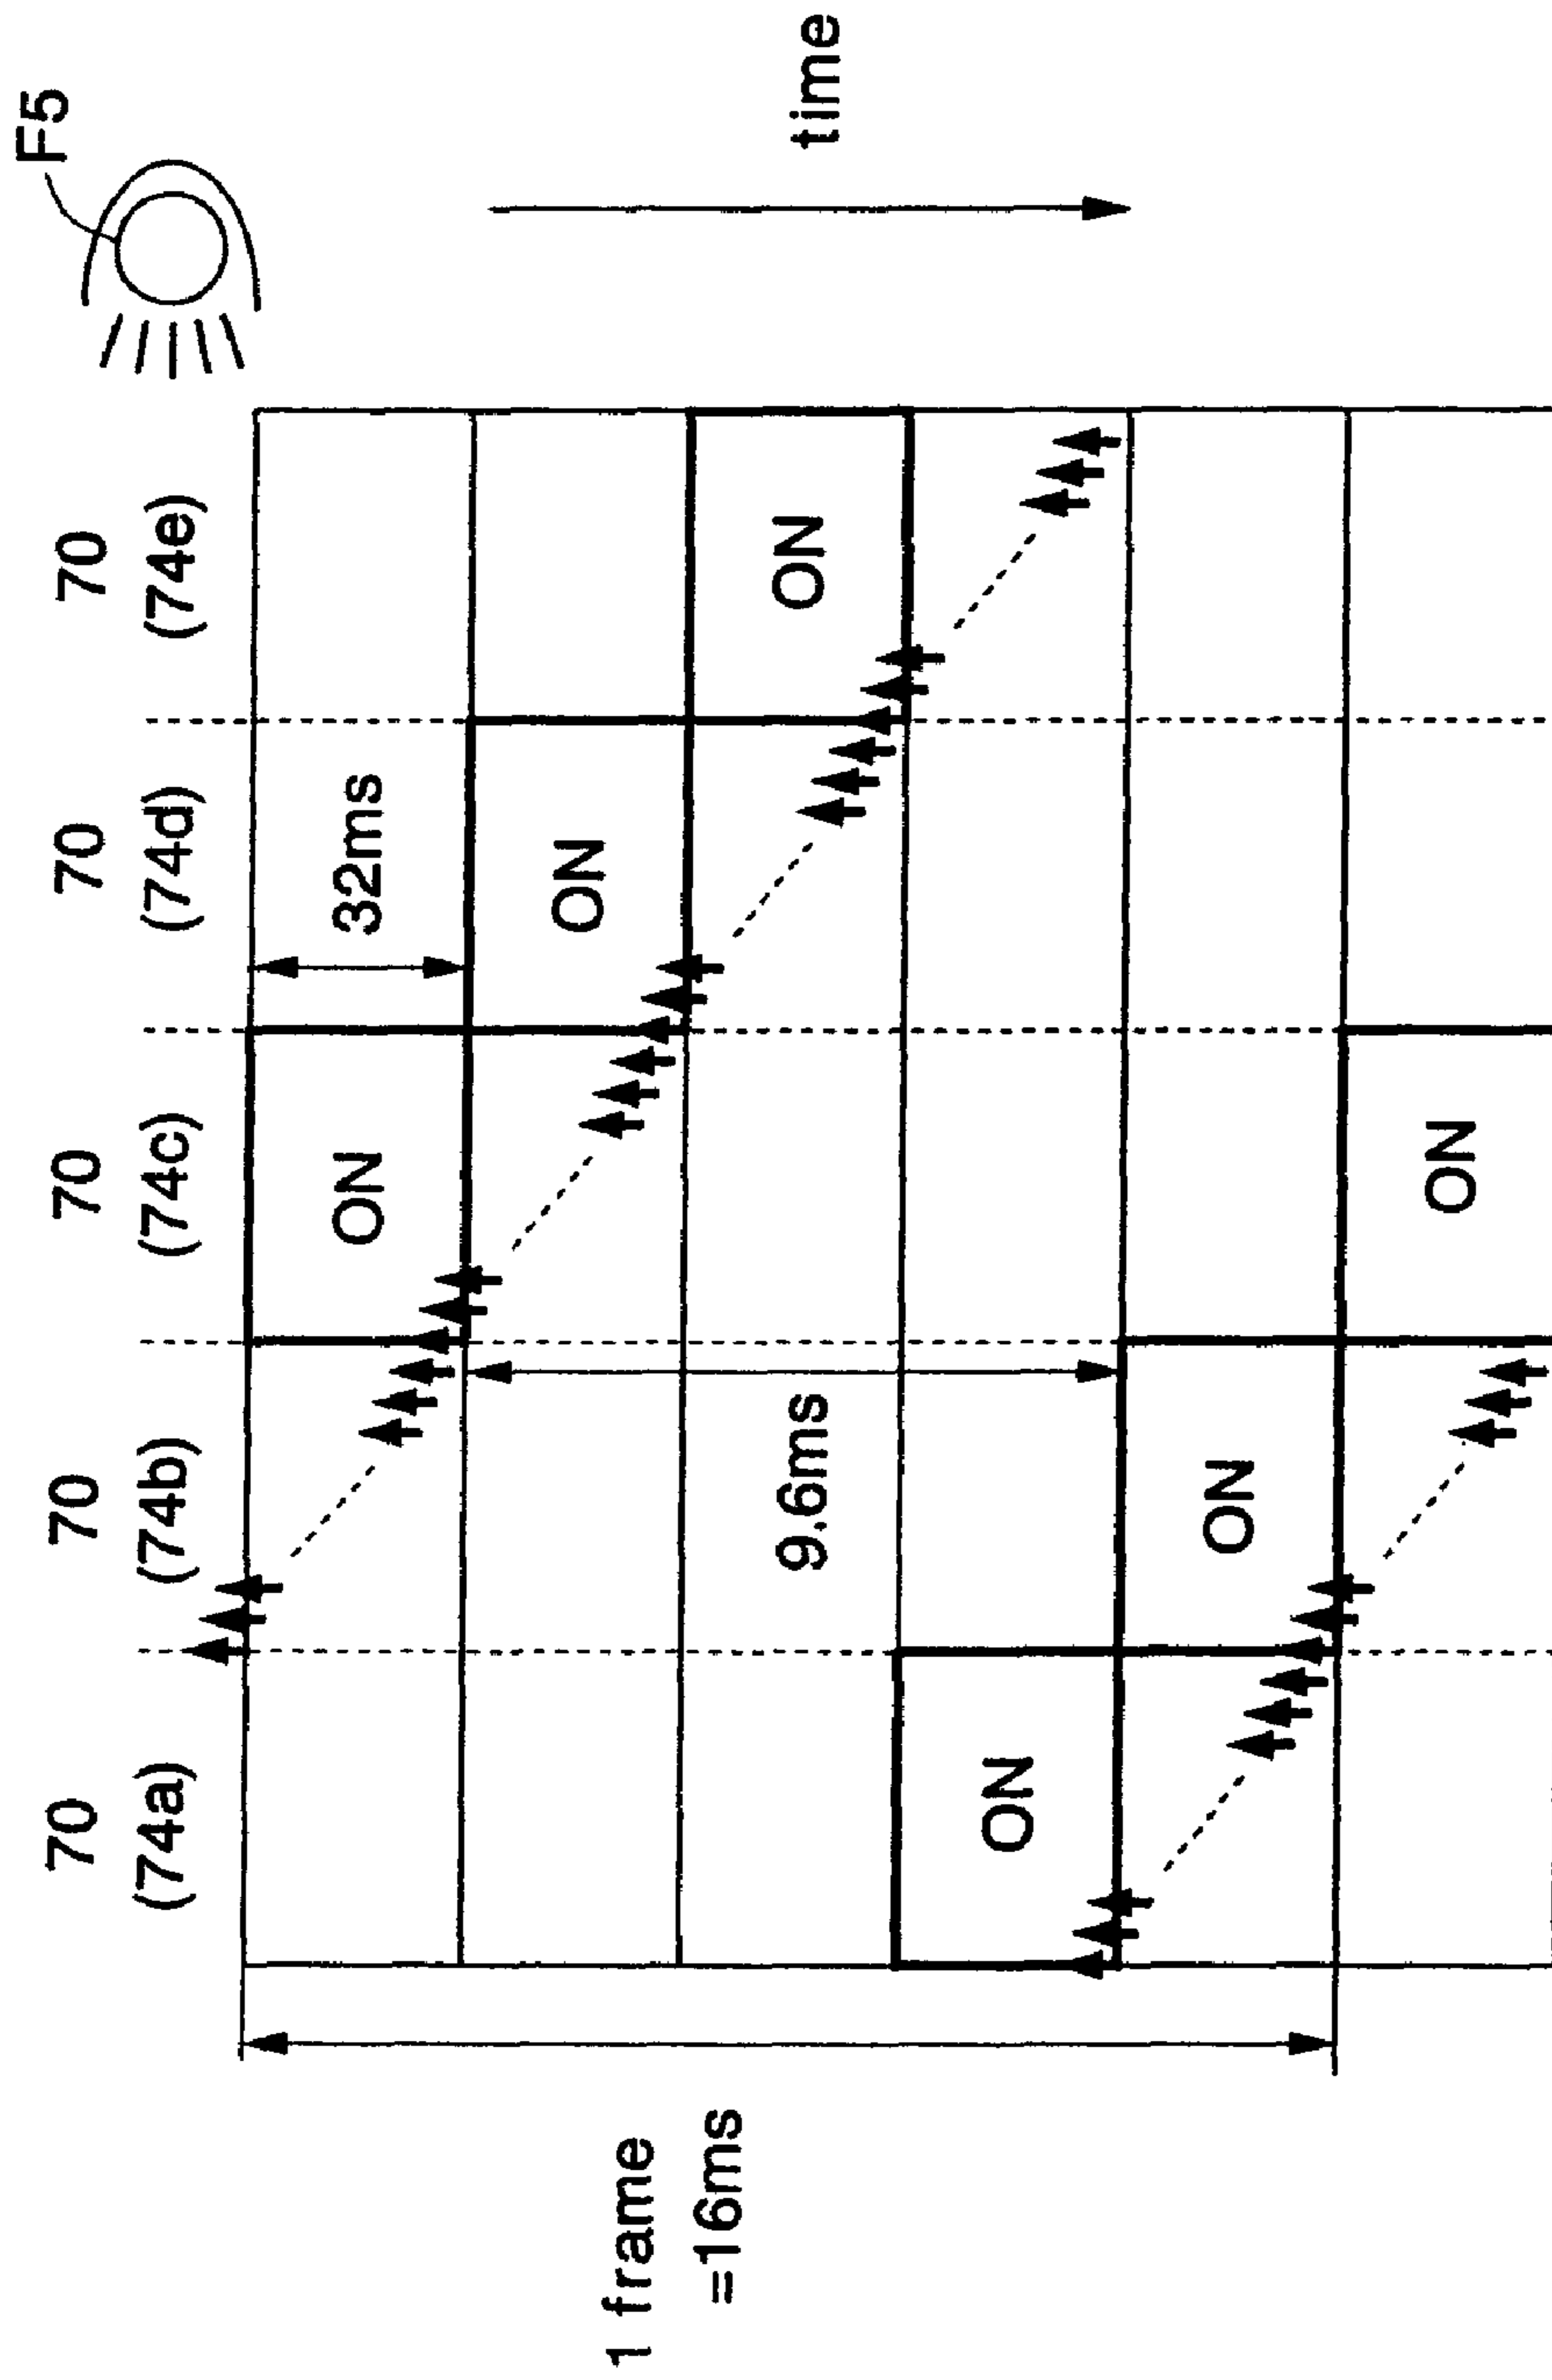 F5
70 70 70 70 70
(74a) (74b) (74c) (74d) (74e)
ON 32ms
ON
1 frame
=16ms
9.6ms
ON
time
ON
ON
ON